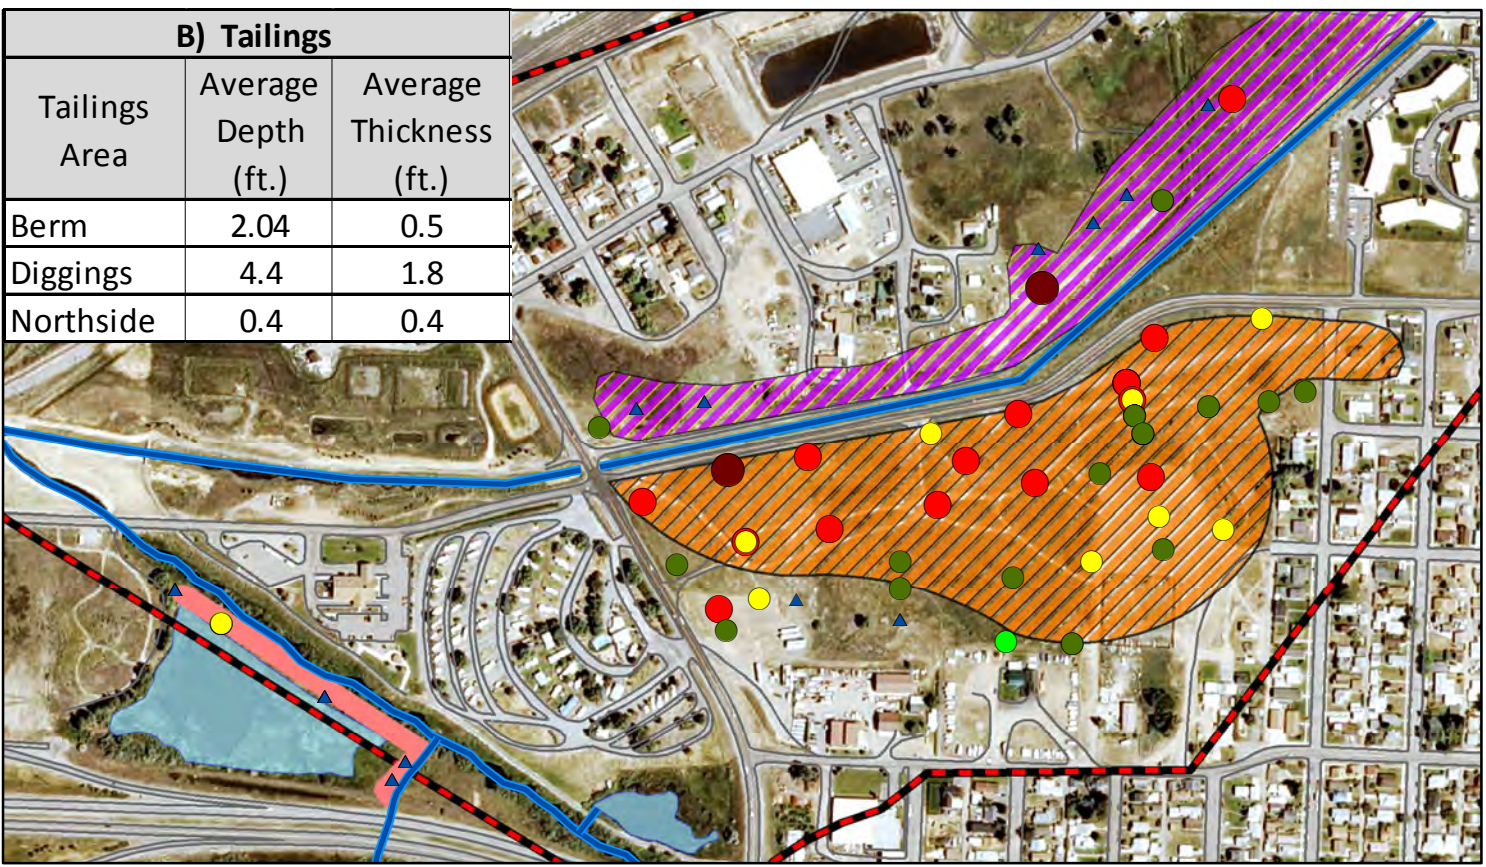 B) Tailings
Tailings Area
Average Depth (ft.)
Average Thickness (ft.)
Berm 2.04 0.5
Diggings 4.4 1.8
Northside 0.4 0.4